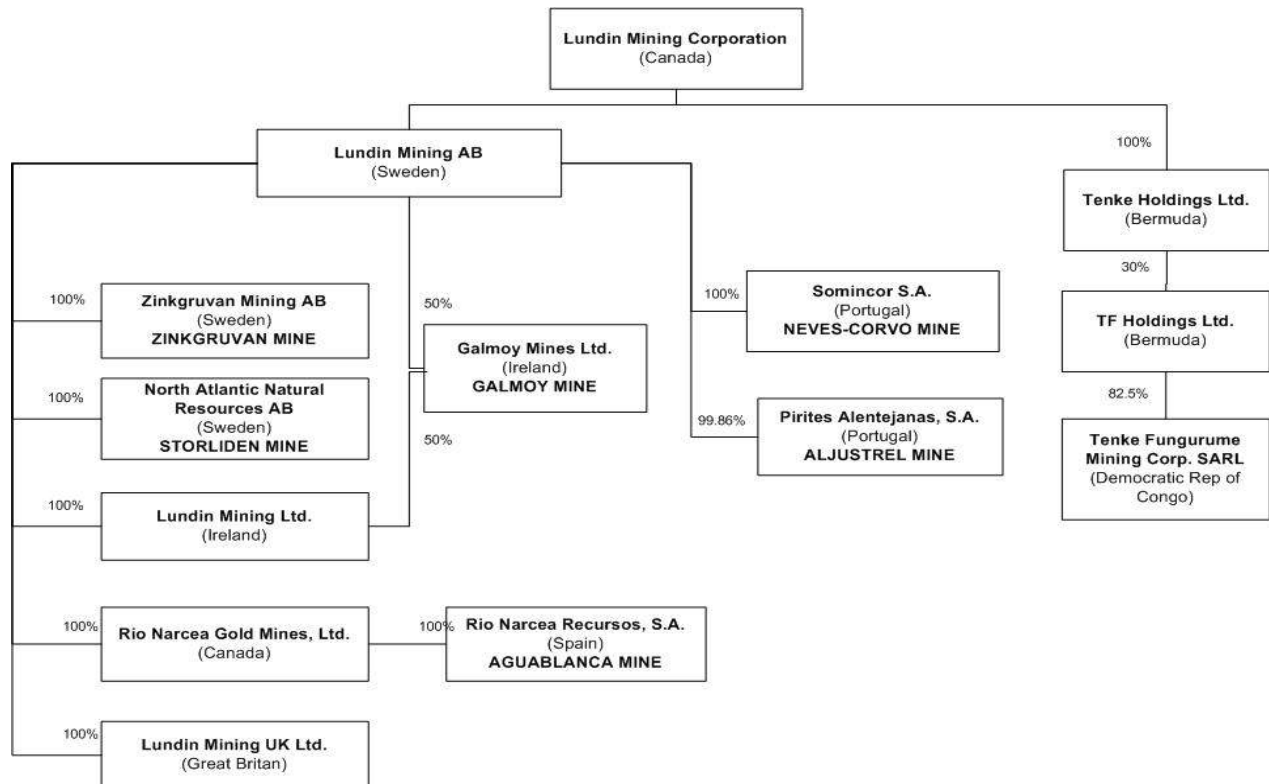 Lundin Mining Corporation
(Canada)
Lundin Mining AB
(Sweden)
100%
Tenke Holdings Ltd.
(Bermuda)
30%
TF Holdings Ltd.
(Bermuda)
82.5%
Tenke Fungurume
Mining Corp. SARL
(Democratic Rep of
Congo)
100%
Zinkgruvan Mining AB
(Sweden)
ZINKGRUVAN MINE
100%
North Atlantic Natural
Resources AB
(Sweden)
STORLIDEN MINE
100%
Lundin Mining Ltd.
(Ireland)
50%
Galmoy Mines Ltd.
(Ireland)
GALMOY MINE
50%
100%
Somincor S.A.
(Portugal)
NEVES-CORVO MINE
99.86%
Pirites Alentejanas, S.A.
(Portugal)
ALJUSTREL MINE
100%
Rio Narcea Gold Mines, Ltd.
(Canada)
100%
Rio Narcea Recursos, S.A.
(Spain)
AGUABLANCA MINE
100%
Lundin Mining UK Ltd.
(Great Britan)